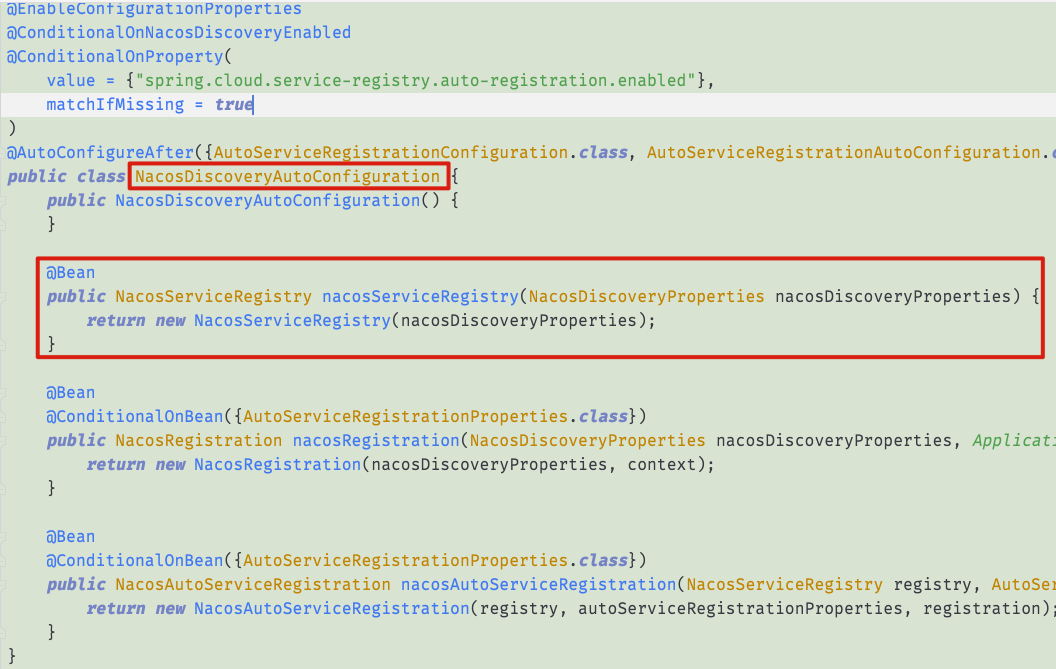 @EnableConfigurationProperties
@ConditionalOnNacosDiscoveryEnabled
@ConditionalOnProperty(
    value = {"spring.cloud.service-registry.auto-registration.enabled"},
    matchIfMissing = true
)
@AutoConfigureAfter({AutoServiceRegistrationConfiguration.class, AutoServiceRegistrationAutoConfiguration.
public class NacosDiscoveryAutoConfiguration {
    public NacosDiscoveryAutoConfiguration() {
    }
    @Bean
    public NacosServiceRegistry nacosServiceRegistry(NacosDiscoveryProperties nacosDiscoveryProperties) {
        return new NacosServiceRegistry(nacosDiscoveryProperties);
    }
    @Bean
    @ConditionalOnBean({AutoServiceRegistrationProperties.class})
    public NacosRegistration nacosRegistration(NacosDiscoveryProperties nacosDiscoveryProperties,
        return new NacosRegistration(nacosDiscoveryProperties, context);
    }
    @Bean
    @ConditionalOnBean({AutoServiceRegistrationProperties.class})
    public NacosAutoServiceRegistration nacosAutoServiceRegistration(NacosServiceRegistry registry,
        return new NacosAutoServiceRegistration(registry, autoServiceRegistrationProperties, registration);
    }
}